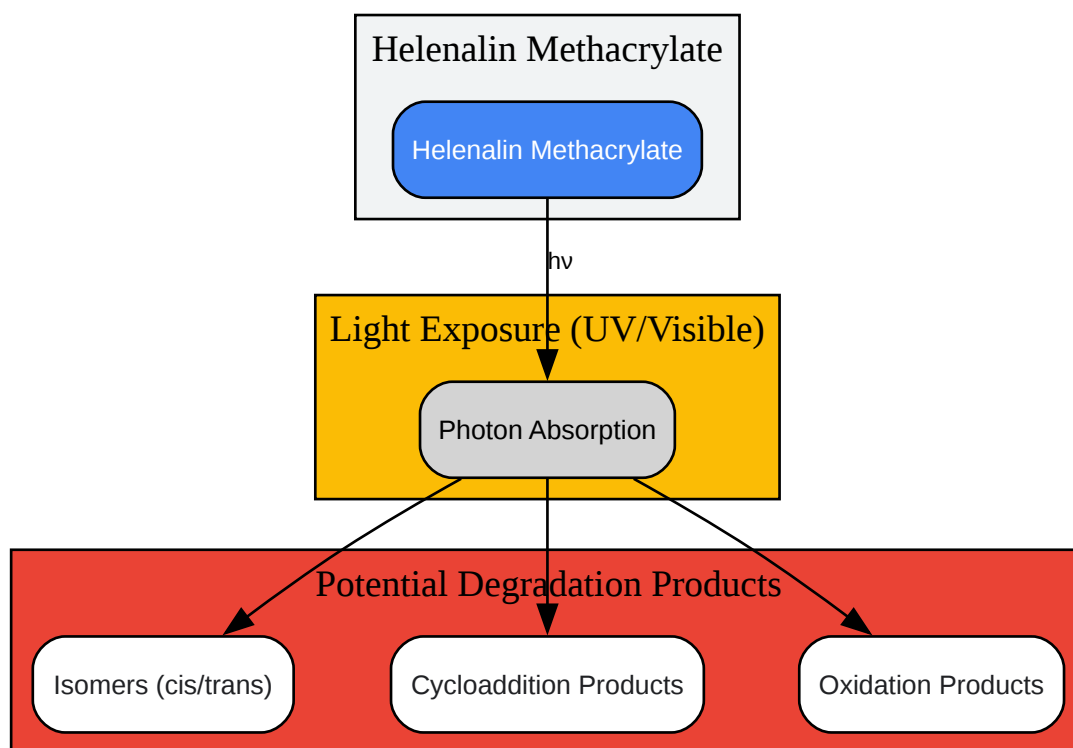 Helenalin Methacrylate
Helenalin Methacrylate
hν
Light Exposure (UV/Visible)
Photon Absorption
Potential Degradation Products
Isomers (cis/trans)
Cycloaddition Products
Oxidation Products